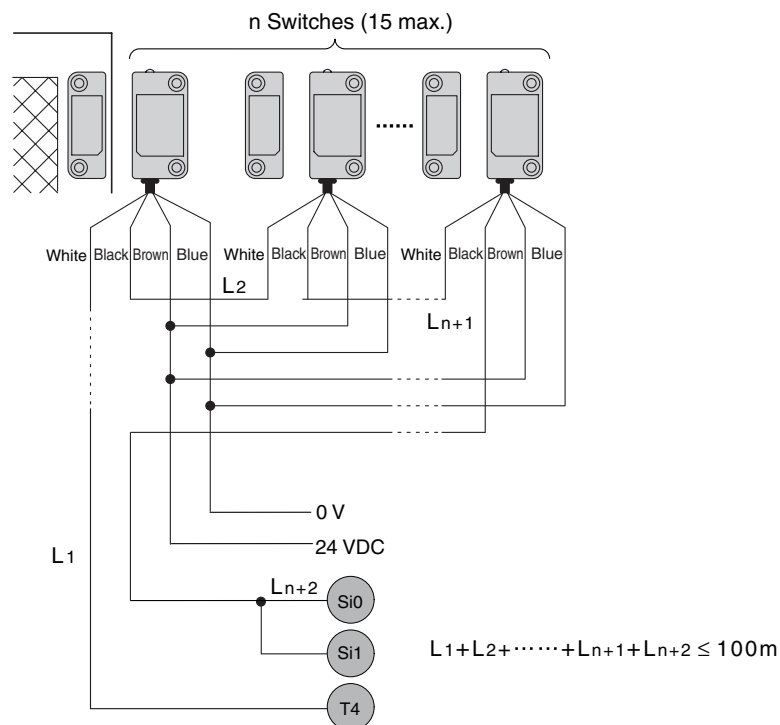 n Switches (15 max.)
White Black Brown Blue White Black Brown Blue White Black Brown Blue
L2
Ln+1
0 V
24 VDC
L1
Ln+2
Si0
Si1
L1+L2+······+Ln+1+Ln+2 ≤ 100m
T4